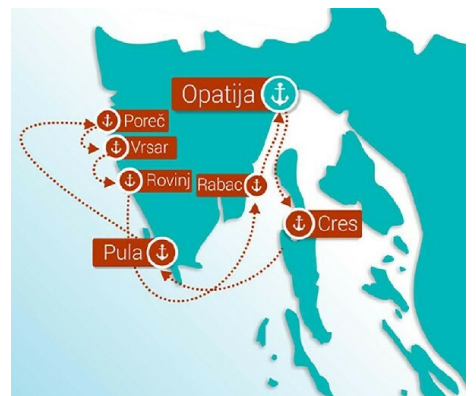 Opatija
Poreč
Vrsar
Rovinj
Rabac
Cres
Pula